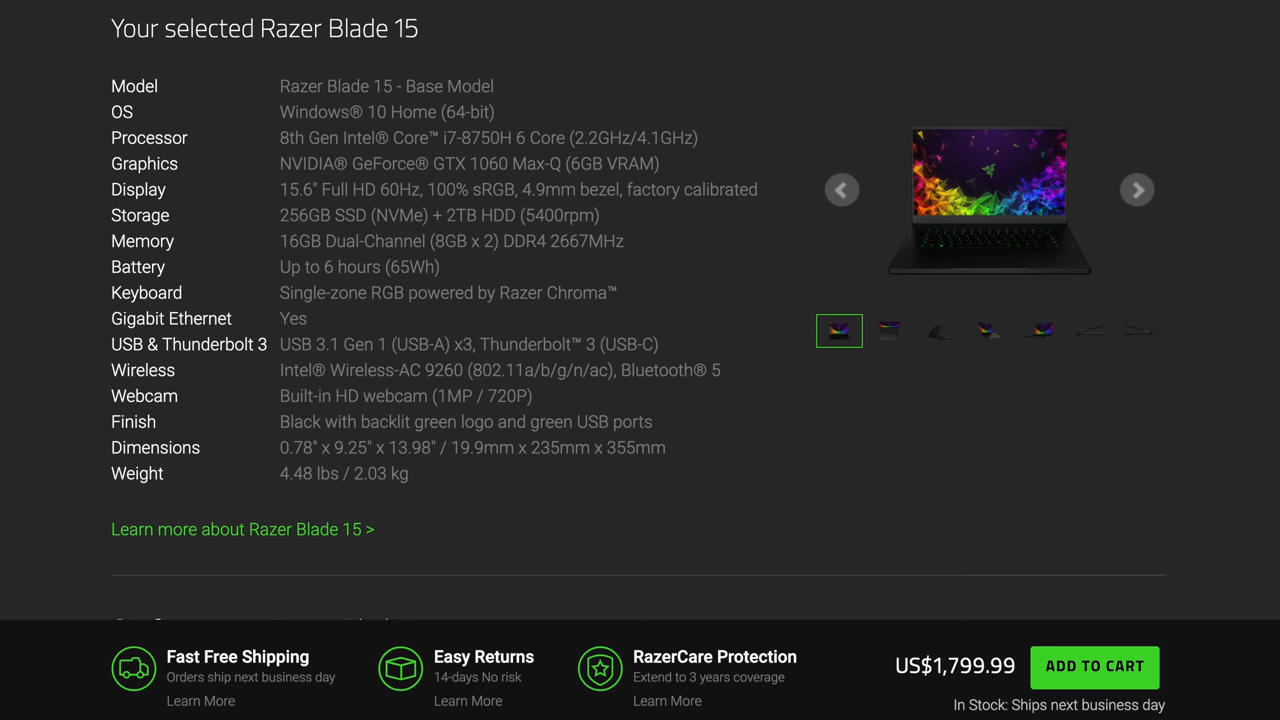 Your selected Razer Blade 15
Model Razer Blade 15 - Base Model
OS Windows® 10 Home (64-bit)
Processor 8th Gen Intel® Core™ i7-8750H 6 Core (2.2GHz/4.1GHz)
Graphics NVIDIA® GeForce® GTX 1060 Max-Q (6GB VRAM)
Display 15.6" Full HD 60Hz, 100% sRGB, 4.9mm bezel, factory calibrated
Storage 256GB SSD (NVMe) + 2TB HDD (5400rpm)
Memory 16GB Dual-Channel (8GB x 2) DDR4 2667MHz
Battery Up to 6 hours (65Wh)
Keyboard Single-zone RGB powered by Razer Chroma™
Gigabit Ethernet Yes
USB & Thunderbolt 3 USB 3.1 Gen 1 (USB-A) x3, Thunderbolt™ 3 (USB-C)
Wireless Intel® Wireless-AC 9260 (802.11a/b/g/n/ac), Bluetooth® 5
Webcam Built-in HD webcam (1MP / 720P)
Finish Black with backlit green logo and green USB ports
Dimensions 0.78" x 9.25" x 13.98" / 19.9mm x 235mm x 355mm
Weight 4.48 lbs / 2.03 kg
Learn more about Razer Blade 15 >
Fast Free Shipping
Orders ship next business day
Learn More
Easy Returns
14-days No risk
Learn More
RazerCare Protection
Extend to 3 years coverage
Learn More
US$1,799.99
ADD TO CART
In Stock: Ships next business day